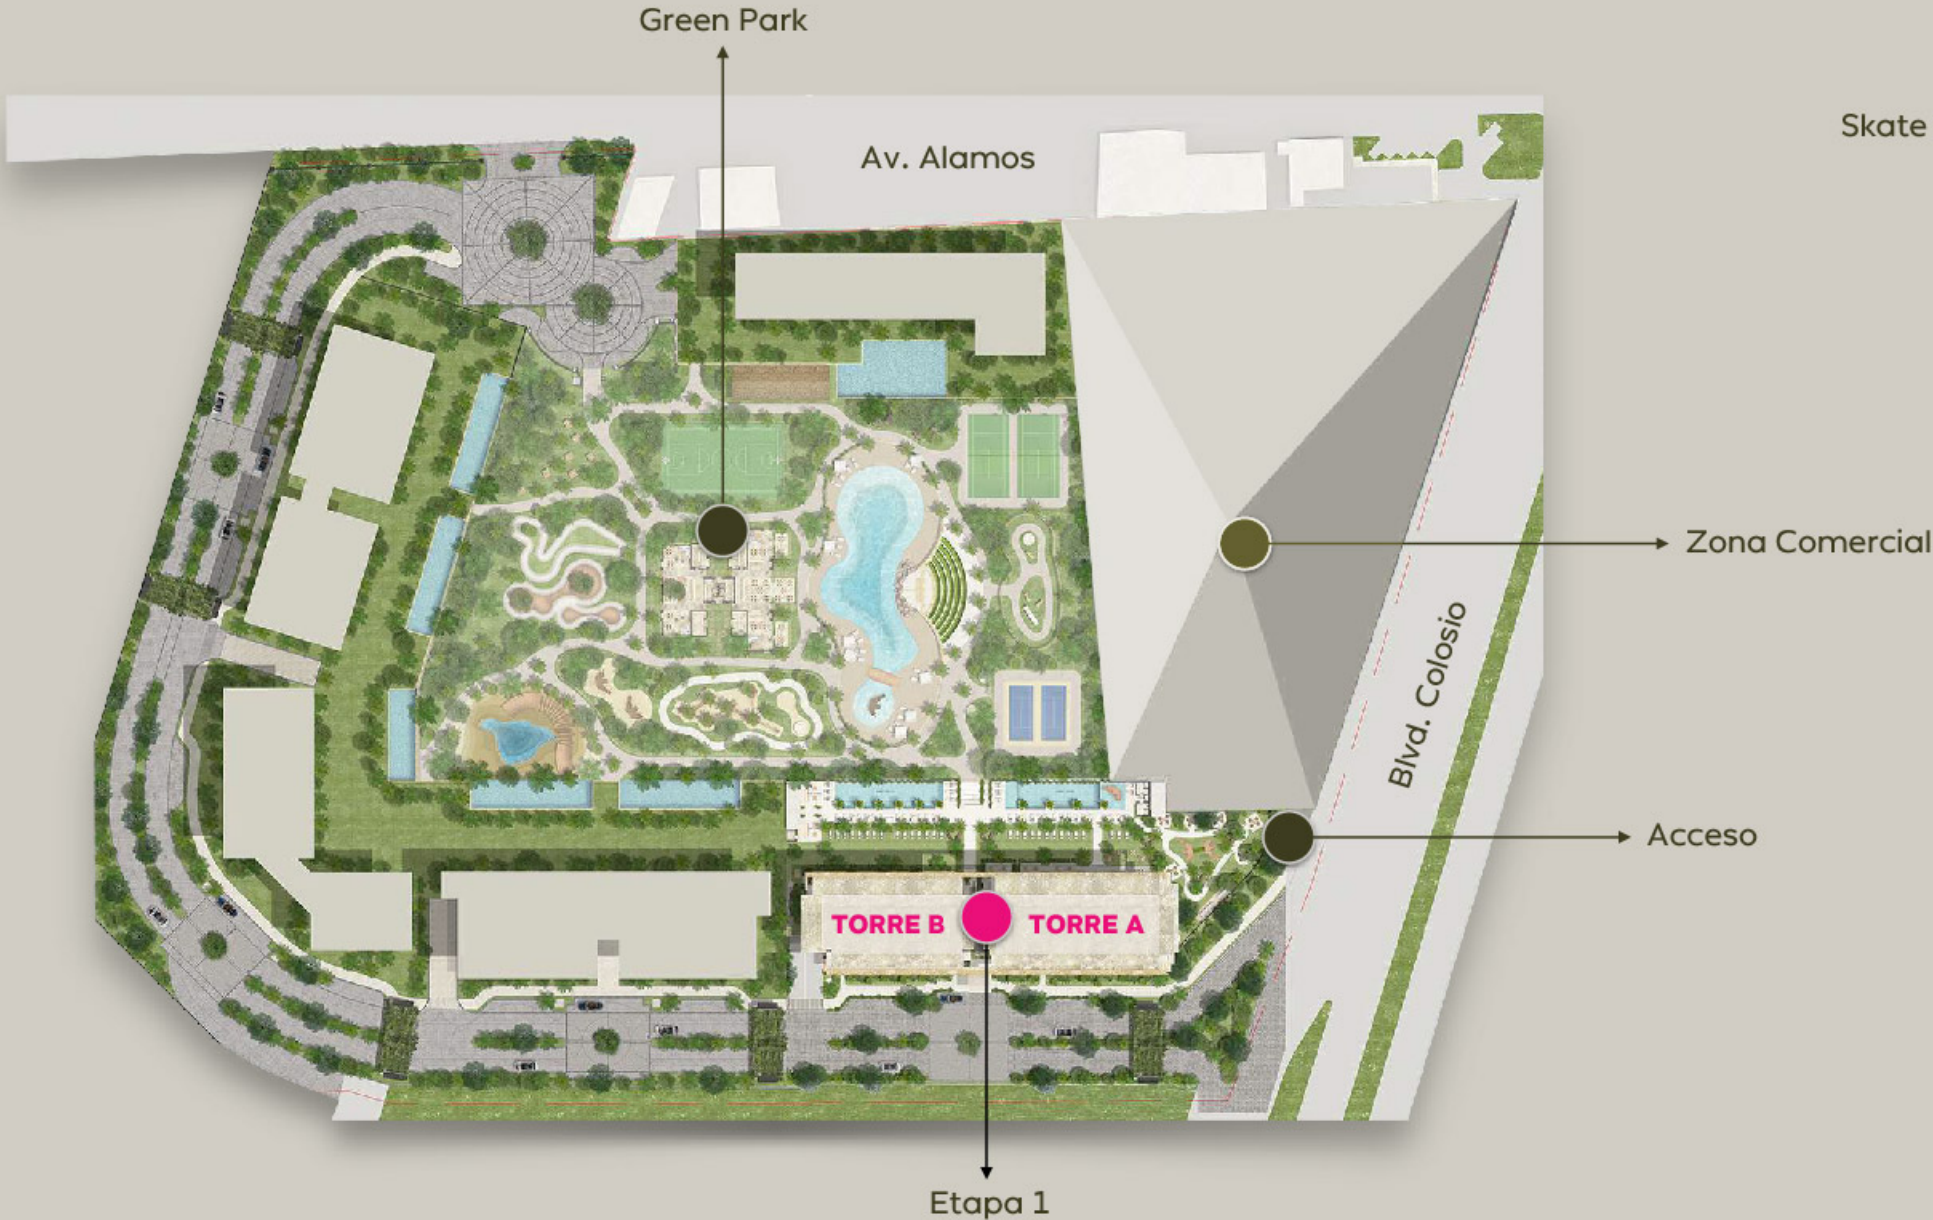 Green Park
Av. Alamos
Skate
Zona Comercial
Blvd. Colosio
Acceso
TORRE B
TORRE A
Etapa 1